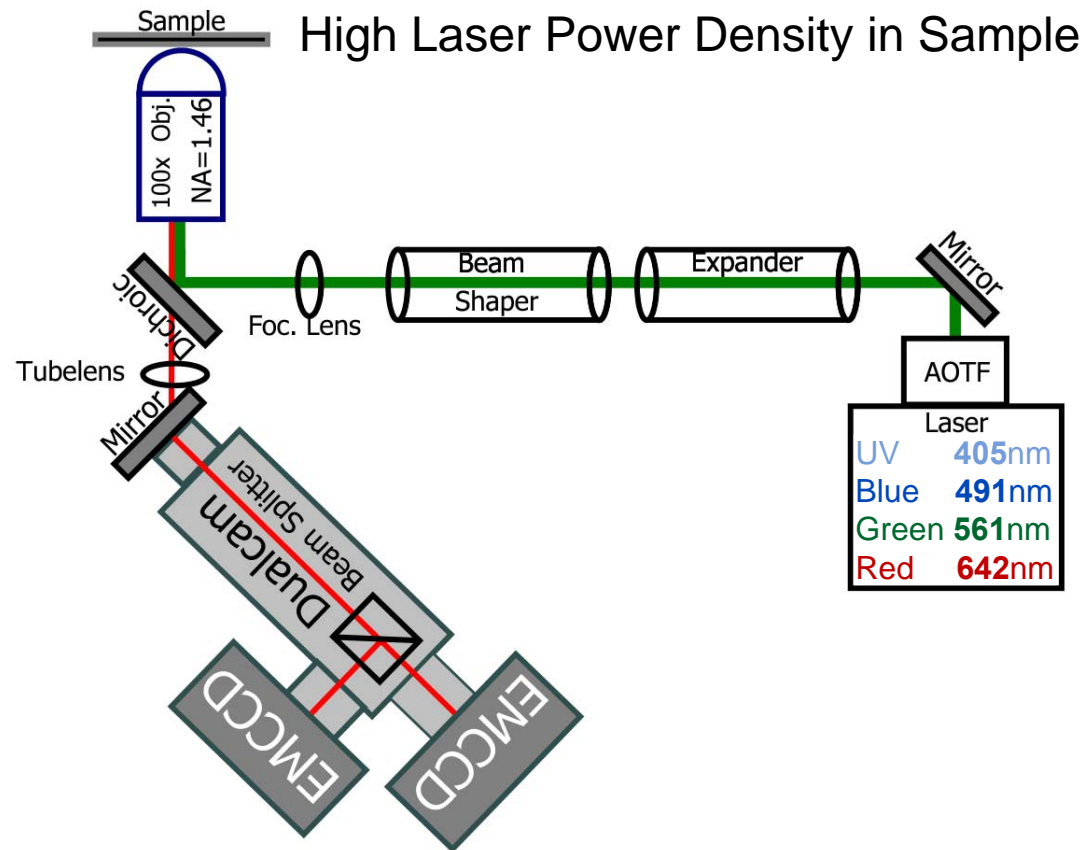 Sample
High Laser Power Density in Sample
100x Obj.
NA=1.46
Beam
Shaper
Expander
Mirror
Dichroic
Foc. Lens
Tubelens
Mirror
AOTF
Laser
UV 405nm
Blue 491nm
Green 561nm
Red 642nm
Beam Splitter
Dualcam
EMCCD
EMCCD